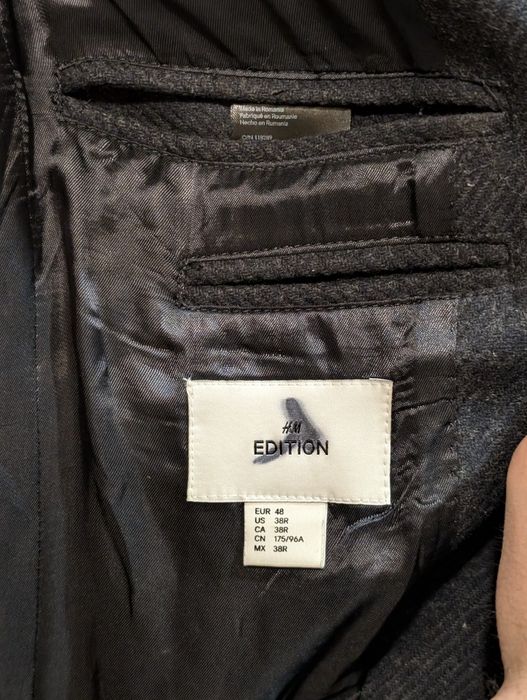 Made in Romania
Fabriqué en Roumanie
Hecho en Rumania
H&M
EDITION
EUR 48
US 38R
CA 38R
CN 175/96A
MX 38R